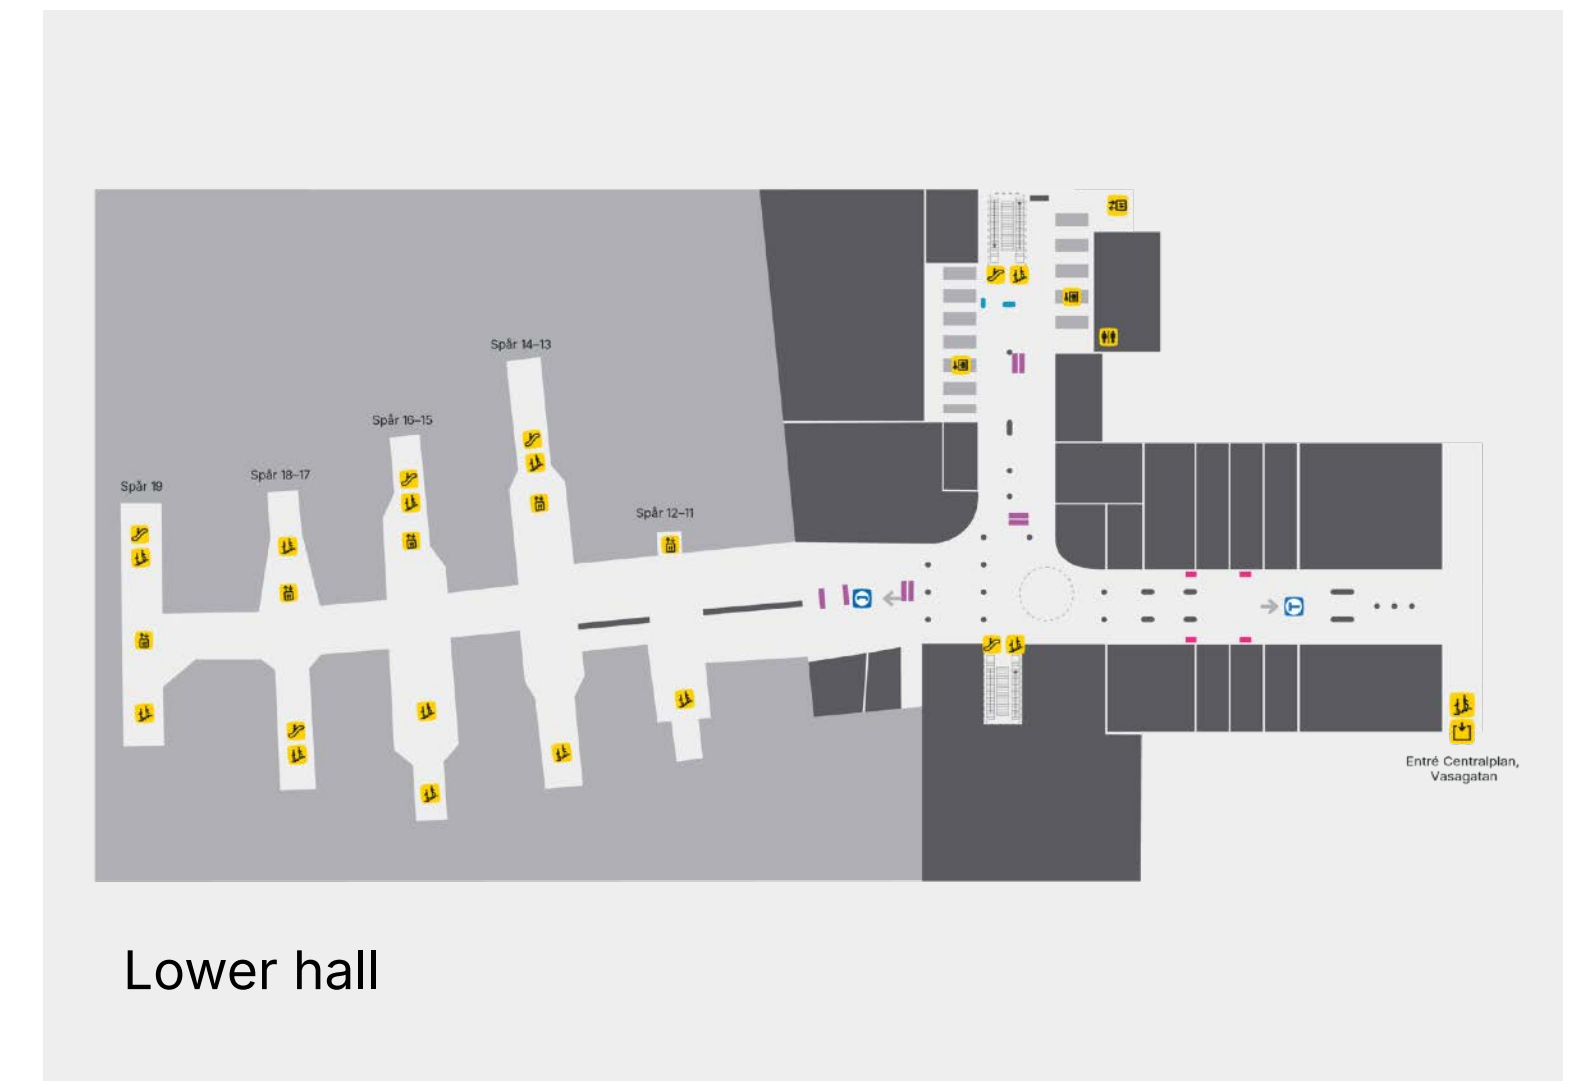 Spår 14–13
Spår 16–15
Spår 18–17
Spår 19
Spår 12–11
T
Entré Centralplan,
Vasagatan
Lower hall